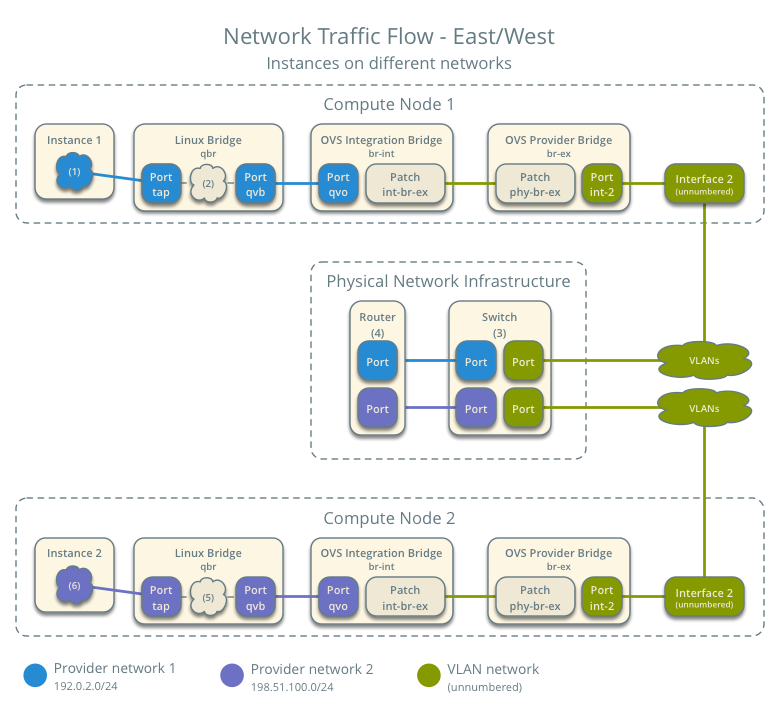 Network Traffic Flow - East/West
Instances on different networks
Compute Node 1
Instance 1
(1)
Linux Bridge
qbr
Port
tap
(2)
Port
qvb
OVS Integration Bridge
br-int
Port
qvo
Patch
int-br-ex
OVS Provider Bridge
br-ex
Patch
phy-br-ex
Port
int-2
Interface 2
(unnumbered)
Physical Network Infrastructure
Router
(4)
Switch
(3)
Port
Port
Port
VLANs
Port
Port
Port
VLANs
Compute Node 2
Instance 2
(6)
Linux Bridge
qbr
Port
tap
(5)
Port
qvb
OVS Integration Bridge
br-int
Port
qvo
Patch
int-br-ex
OVS Provider Bridge
br-ex
Patch
phy-br-ex
Port
int-2
Interface 2
(unnumbered)
Provider network 1
192.0.2.0/24
Provider network 2
198.51.100.0/24
VLAN network
(unnumbered)